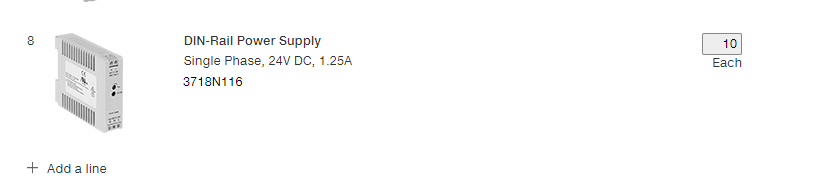 8
DIN-Rail Power Supply
Single Phase, 24V DC, 1.25A
3718N116
10
Each
+ Add a line